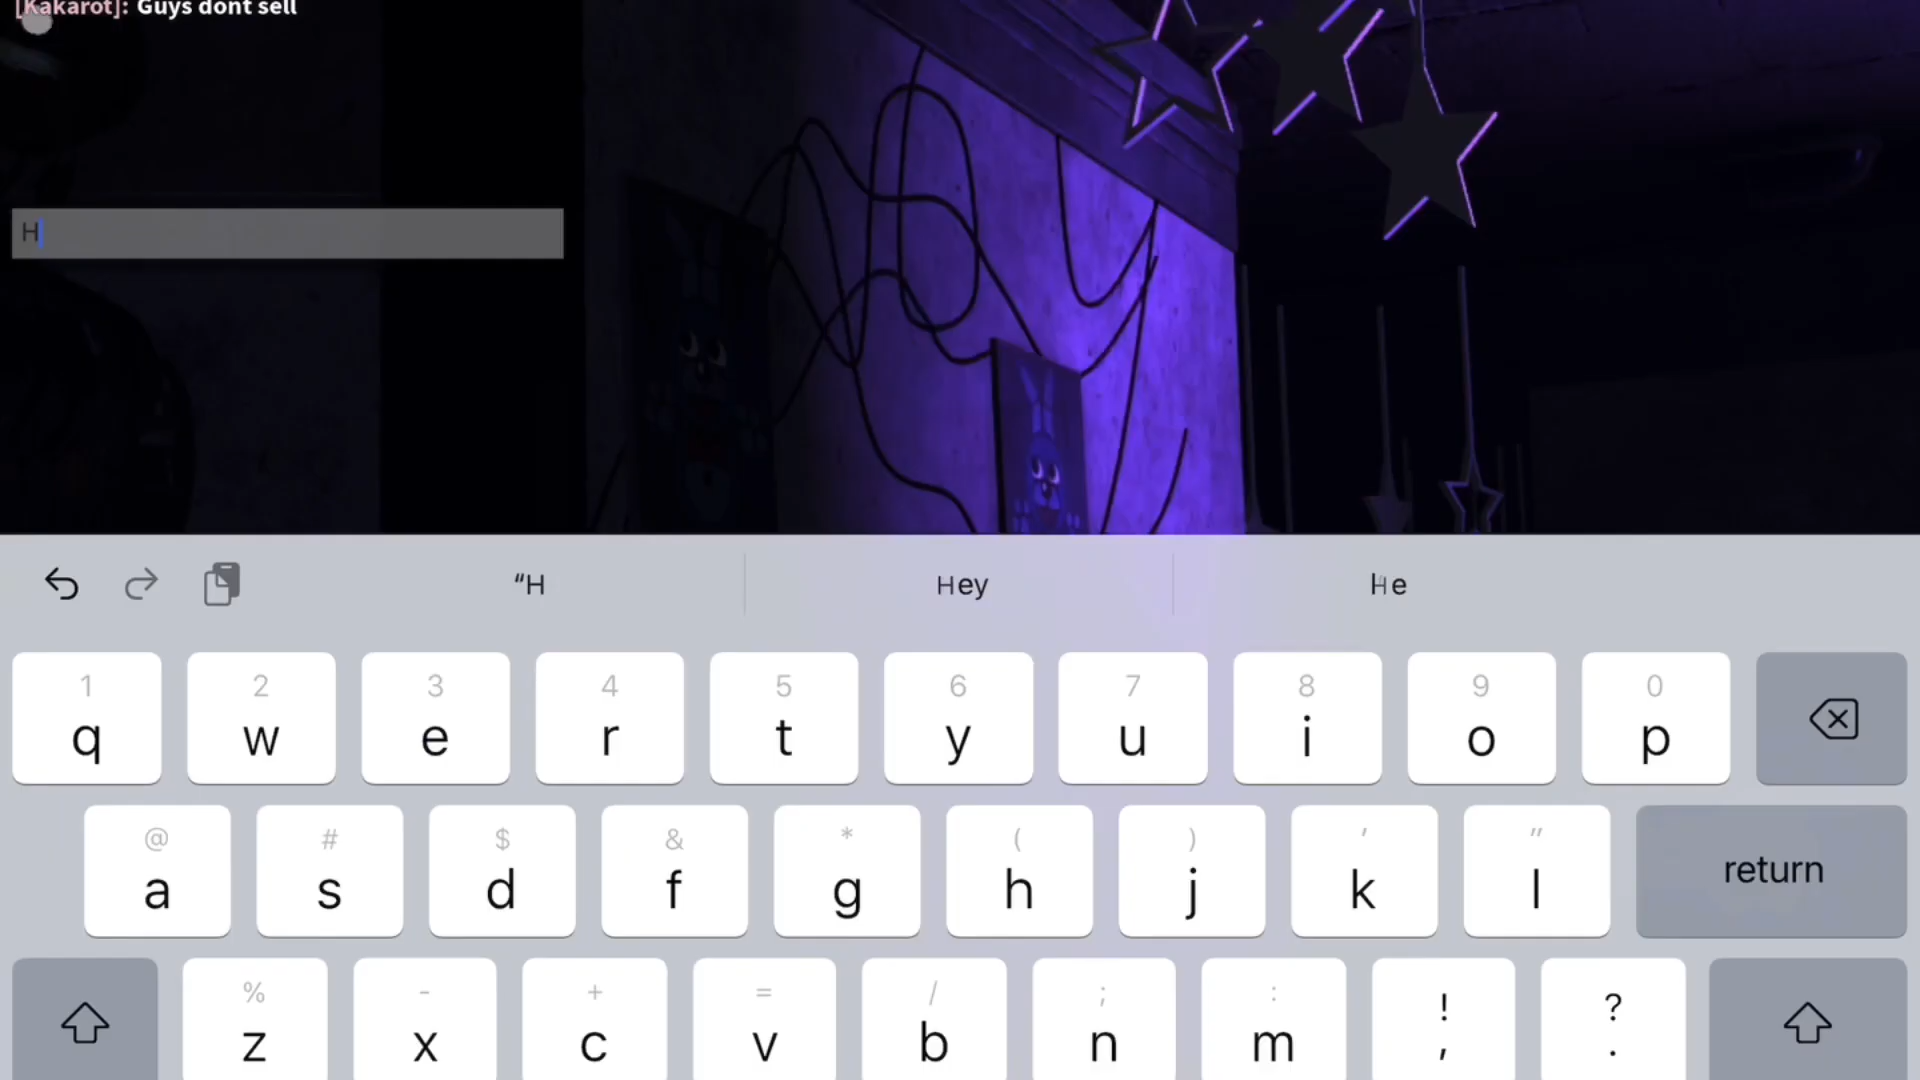 [Kakarot]: Guys dont sell
H
“H
Hey
He
1 2 3 4 5 6 7 8 9 0
q w e r t y u i o p
@ # $ & * ( ) ' "
a s d f g h j k l return
% - + = / ; : ! ?
z x c v b n m , .